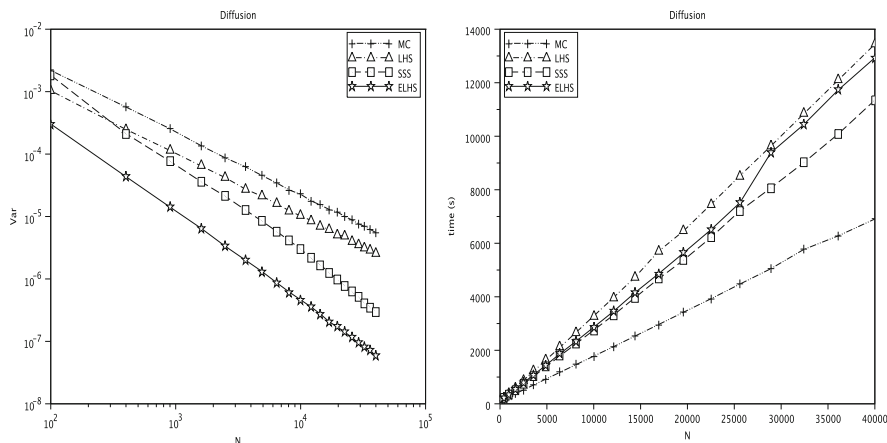 Diffusion
10^-2
10^-3
10^-4
10^-5
10^-6
10^-7
10^-8
Var
10^2
10^3
10^4
10^5
N
MC
LHS
SSS
ELHS
Diffusion
14000
12000
10000
8000
6000
4000
2000
0
time (s)
0
5000
10000
15000
20000
25000
30000
35000
40000
N
MC
LHS
SSS
ELHS